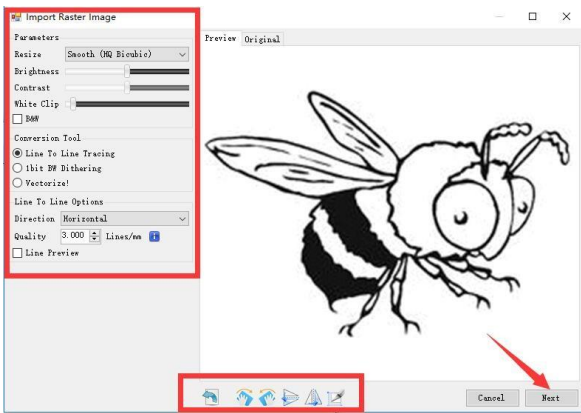 Import Raster Image
Parameters
Resize Smooth (HQ Bicubic)
Brightness
Contrast
White Clip
B&W
Conversion Tool
Line To Line Tracing
1bit BW Dithering
Vectorize!
Line To Line Options
Direction Horizontal
Quality 3.000 Lines/mm i
Line Preview
Preview Original
Cancel Next